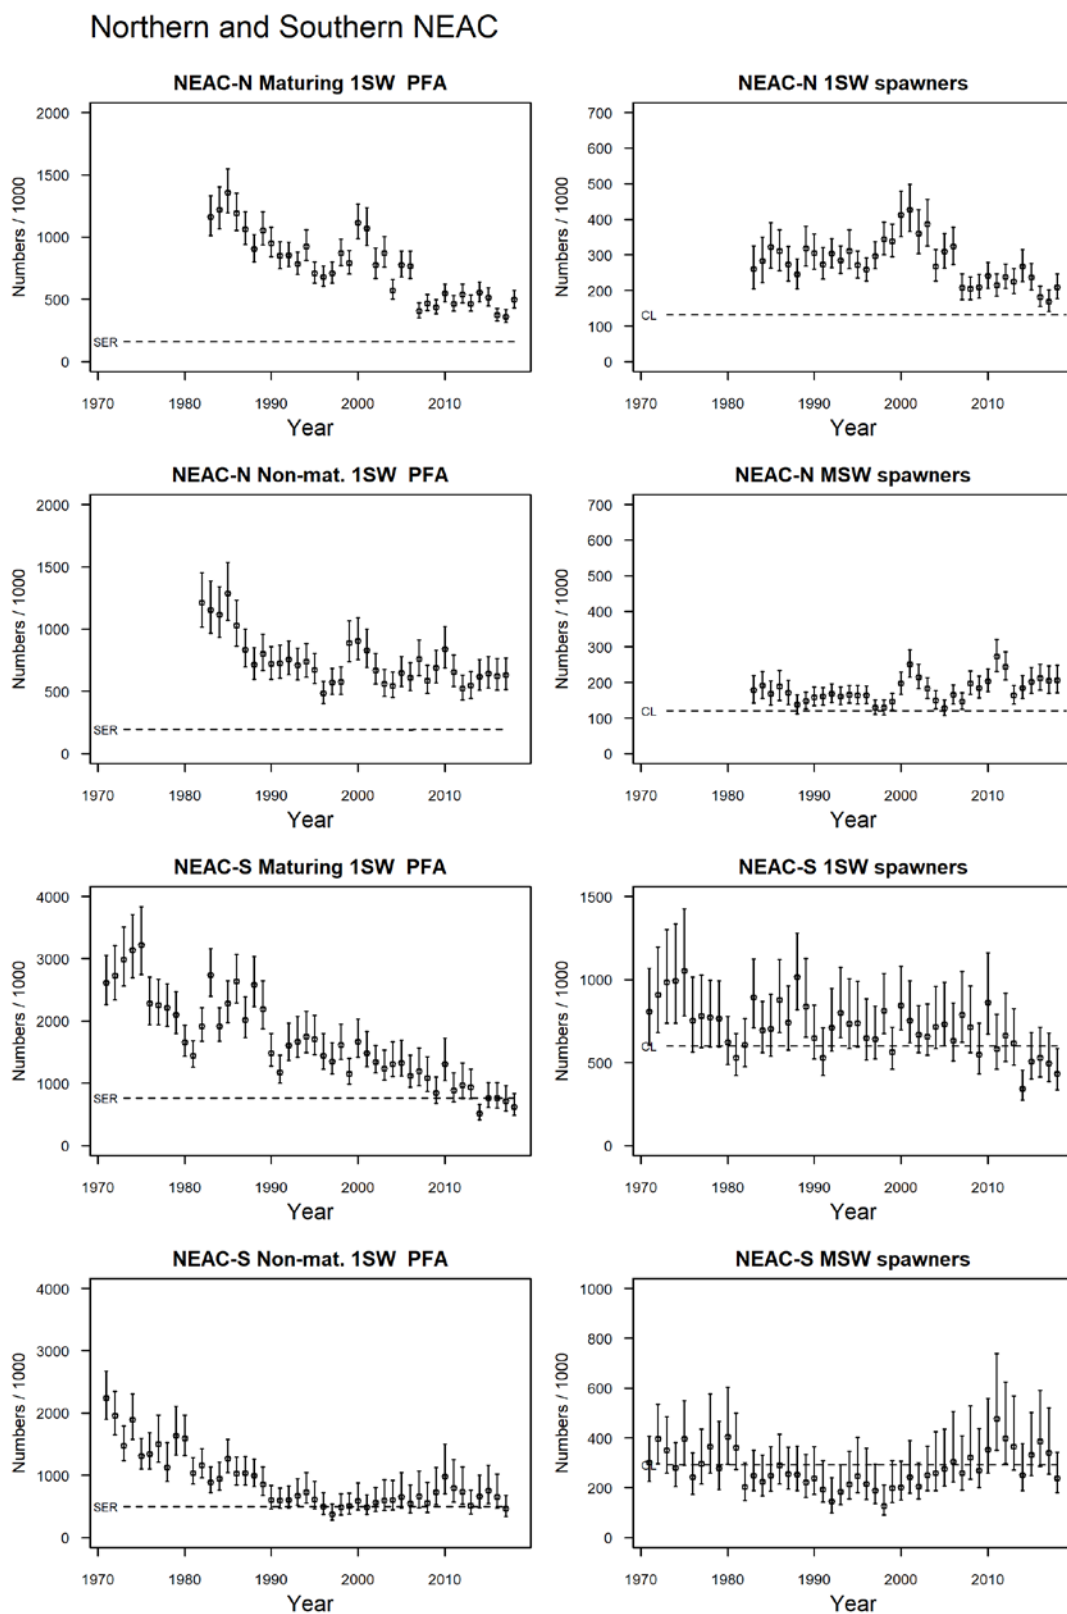 Northern and Southern NEAC
NEAC-N Maturing 1SW PFA
NEAC-N 1SW spawners
Numbers / 1000
2000
1500
1000
500
0
SER
1970 1980 1990 2000 2010
Year
Numbers / 1000
700
600
500
400
300
200
100
0
CL
1970 1980 1990 2000 2010
Year
NEAC-N Non-mat. 1SW PFA
NEAC-N MSW spawners
Numbers / 1000
2000
1500
1000
500
0
SER
1970 1980 1990 2000 2010
Year
Numbers / 1000
700
600
500
400
300
200
100
0
CL
1970 1980 1990 2000 2010
Year
NEAC-S Maturing 1SW PFA
NEAC-S 1SW spawners
Numbers / 1000
4000
3000
2000
1000
0
SER
1970 1980 1990 2000 2010
Year
Numbers / 1000
1500
1000
500
0
CL
1970 1980 1990 2000 2010
Year
NEAC-S Non-mat. 1SW PFA
NEAC-S MSW spawners
Numbers / 1000
4000
3000
2000
1000
0
SER
1970 1980 1990 2000 2010
Year
Numbers / 1000
1000
800
600
400
200
0
1970 1980 1990 2000 2010
Year